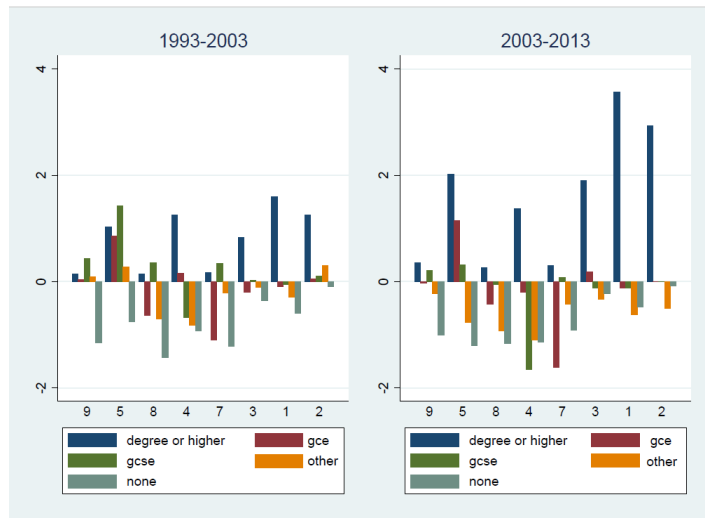 1993-2003
4
2
0
-2
9 5 8 4 7 3 1 2
degree or higher gce
gcse other
none
2003-2013
4
2
0
-2
9 5 8 4 7 3 1 2
degree or higher gce
gcse other
none